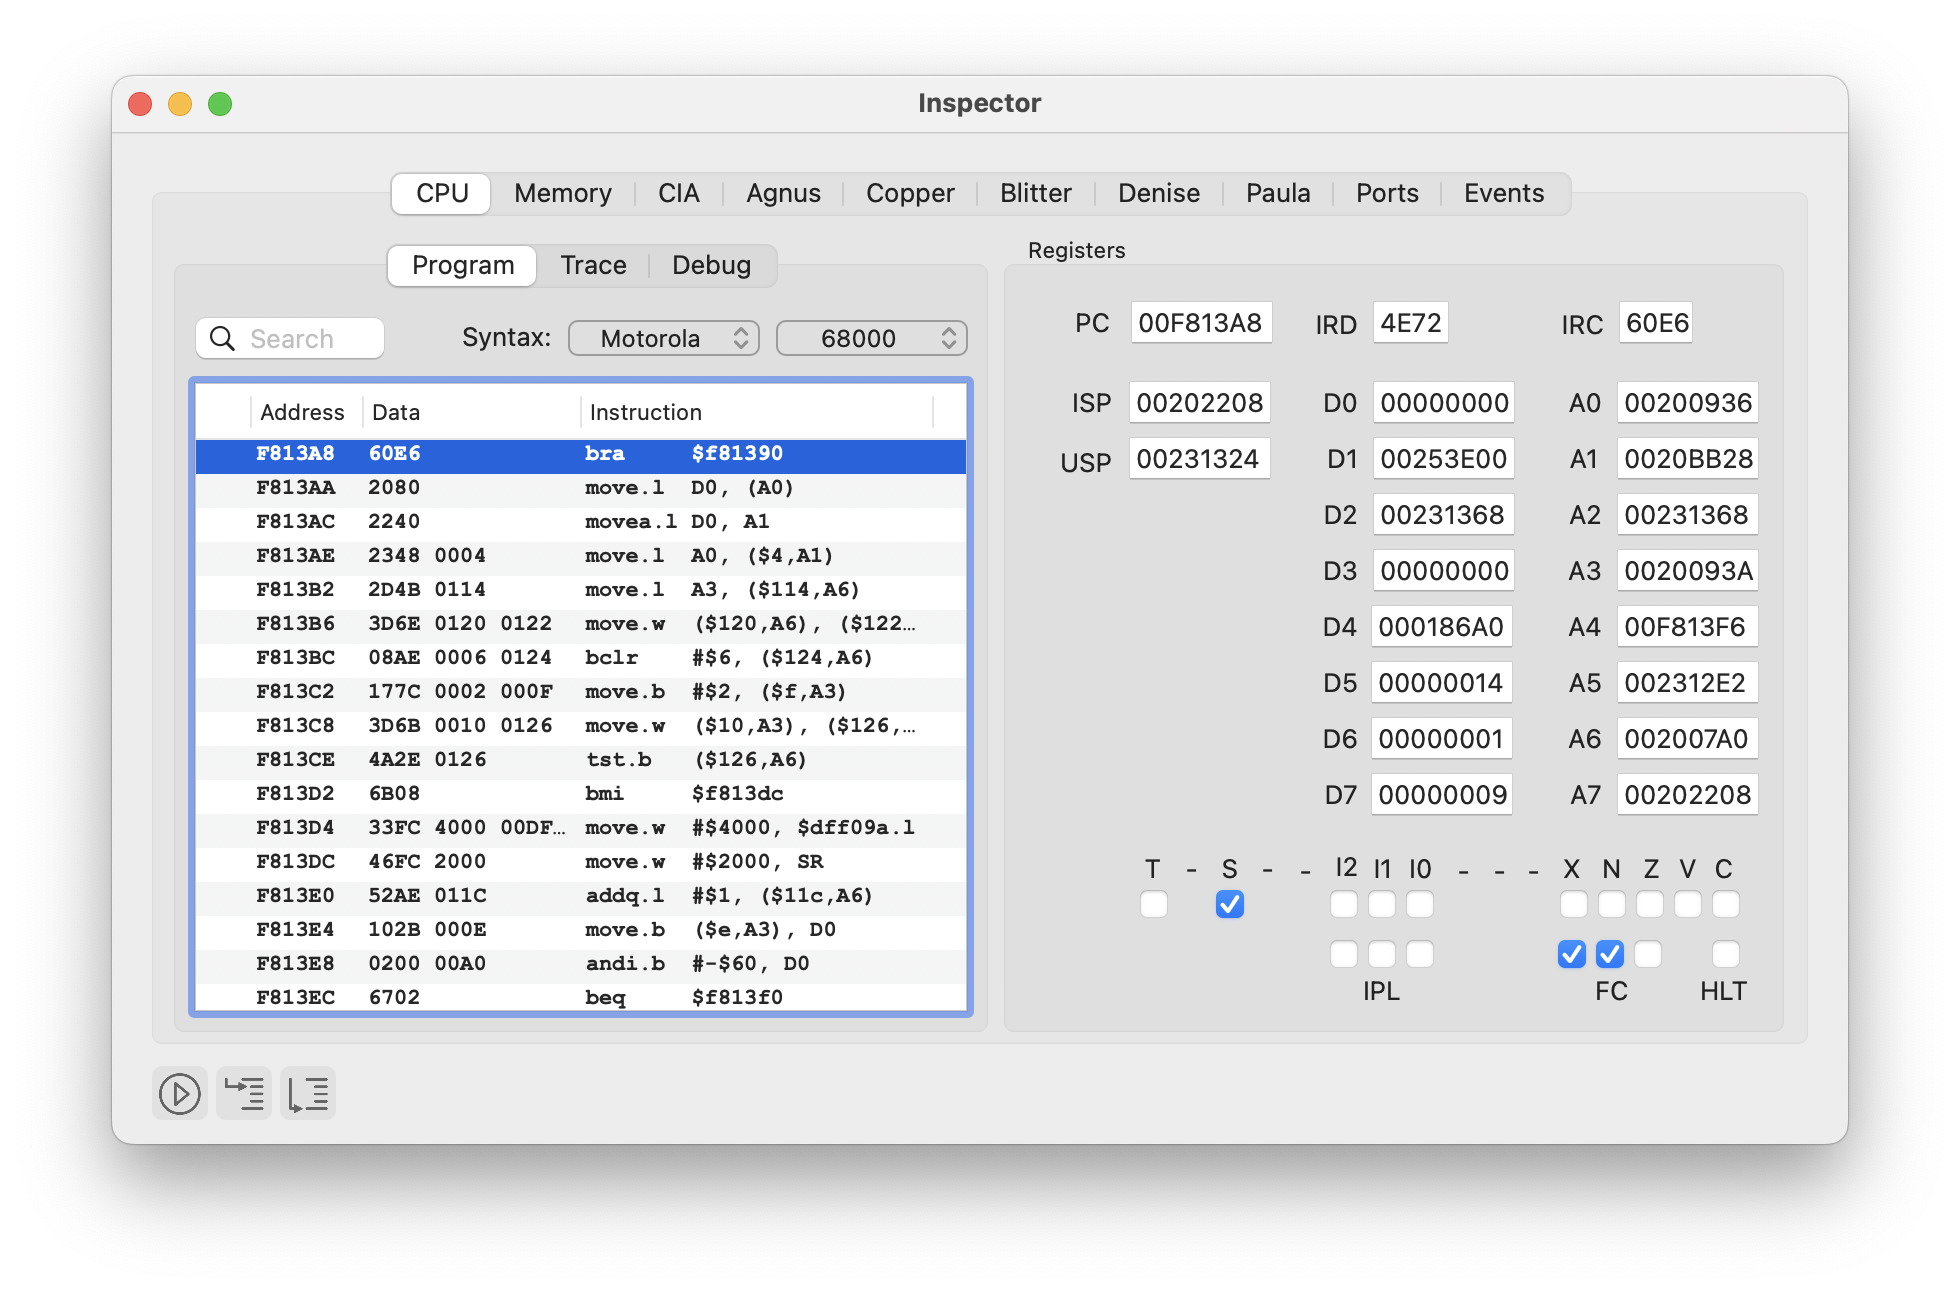 Inspector
CPU Memory CIA Agnus Copper Blitter Denise Paula Ports Events
Program Trace Debug
Search Syntax: Motorola 68000
Address Data Instruction
F813A8 60E6 bra $f81390
F813AA 2080 move.l D0, (A0)
F813AC 2240 movea.l D0, A1
F813AE 2348 0004 move.l A0, ($4,A1)
F813B2 2D4B 0114 move.l A3, ($114,A6)
F813B6 3D6E 0120 0122 move.w ($120,A6), ($122…
F813BC 08AE 0006 0124 bclr #$6, ($124,A6)
F813C2 177C 0002 000F move.b #$2, ($f,A3)
F813C8 3D6B 0010 0126 move.w ($10,A3), ($126,…
F813CE 4A2E 0126 tst.b ($126,A6)
F813D2 6B08 bmi $f813dc
F813D4 33FC 4000 00DF… move.w #$4000, $dff09a.l
F813DC 46FC 2000 move.w #$2000, SR
F813E0 52AE 011C addq.l #$1, ($11c,A6)
F813E4 102B 000E move.b ($e,A3), D0
F813E8 0200 00A0 andi.b #-$60, D0
F813EC 6702 beq $f813f0
Registers
PC 00F813A8 IRD 4E72 IRC 60E6
ISP 00202208 D0 00000000 A0 00200936
USP 00231324 D1 00253E00 A1 0020BB28
D2 00231368 A2 00231368
D3 00000000 A3 0020093A
D4 000186A0 A4 00F813F6
D5 00000014 A5 002312E2
D6 00000001 A6 002007A0
D7 00000009 A7 00202208
T - S - - I2 I1 I0 - - - X N Z V C
IPL FC HLT